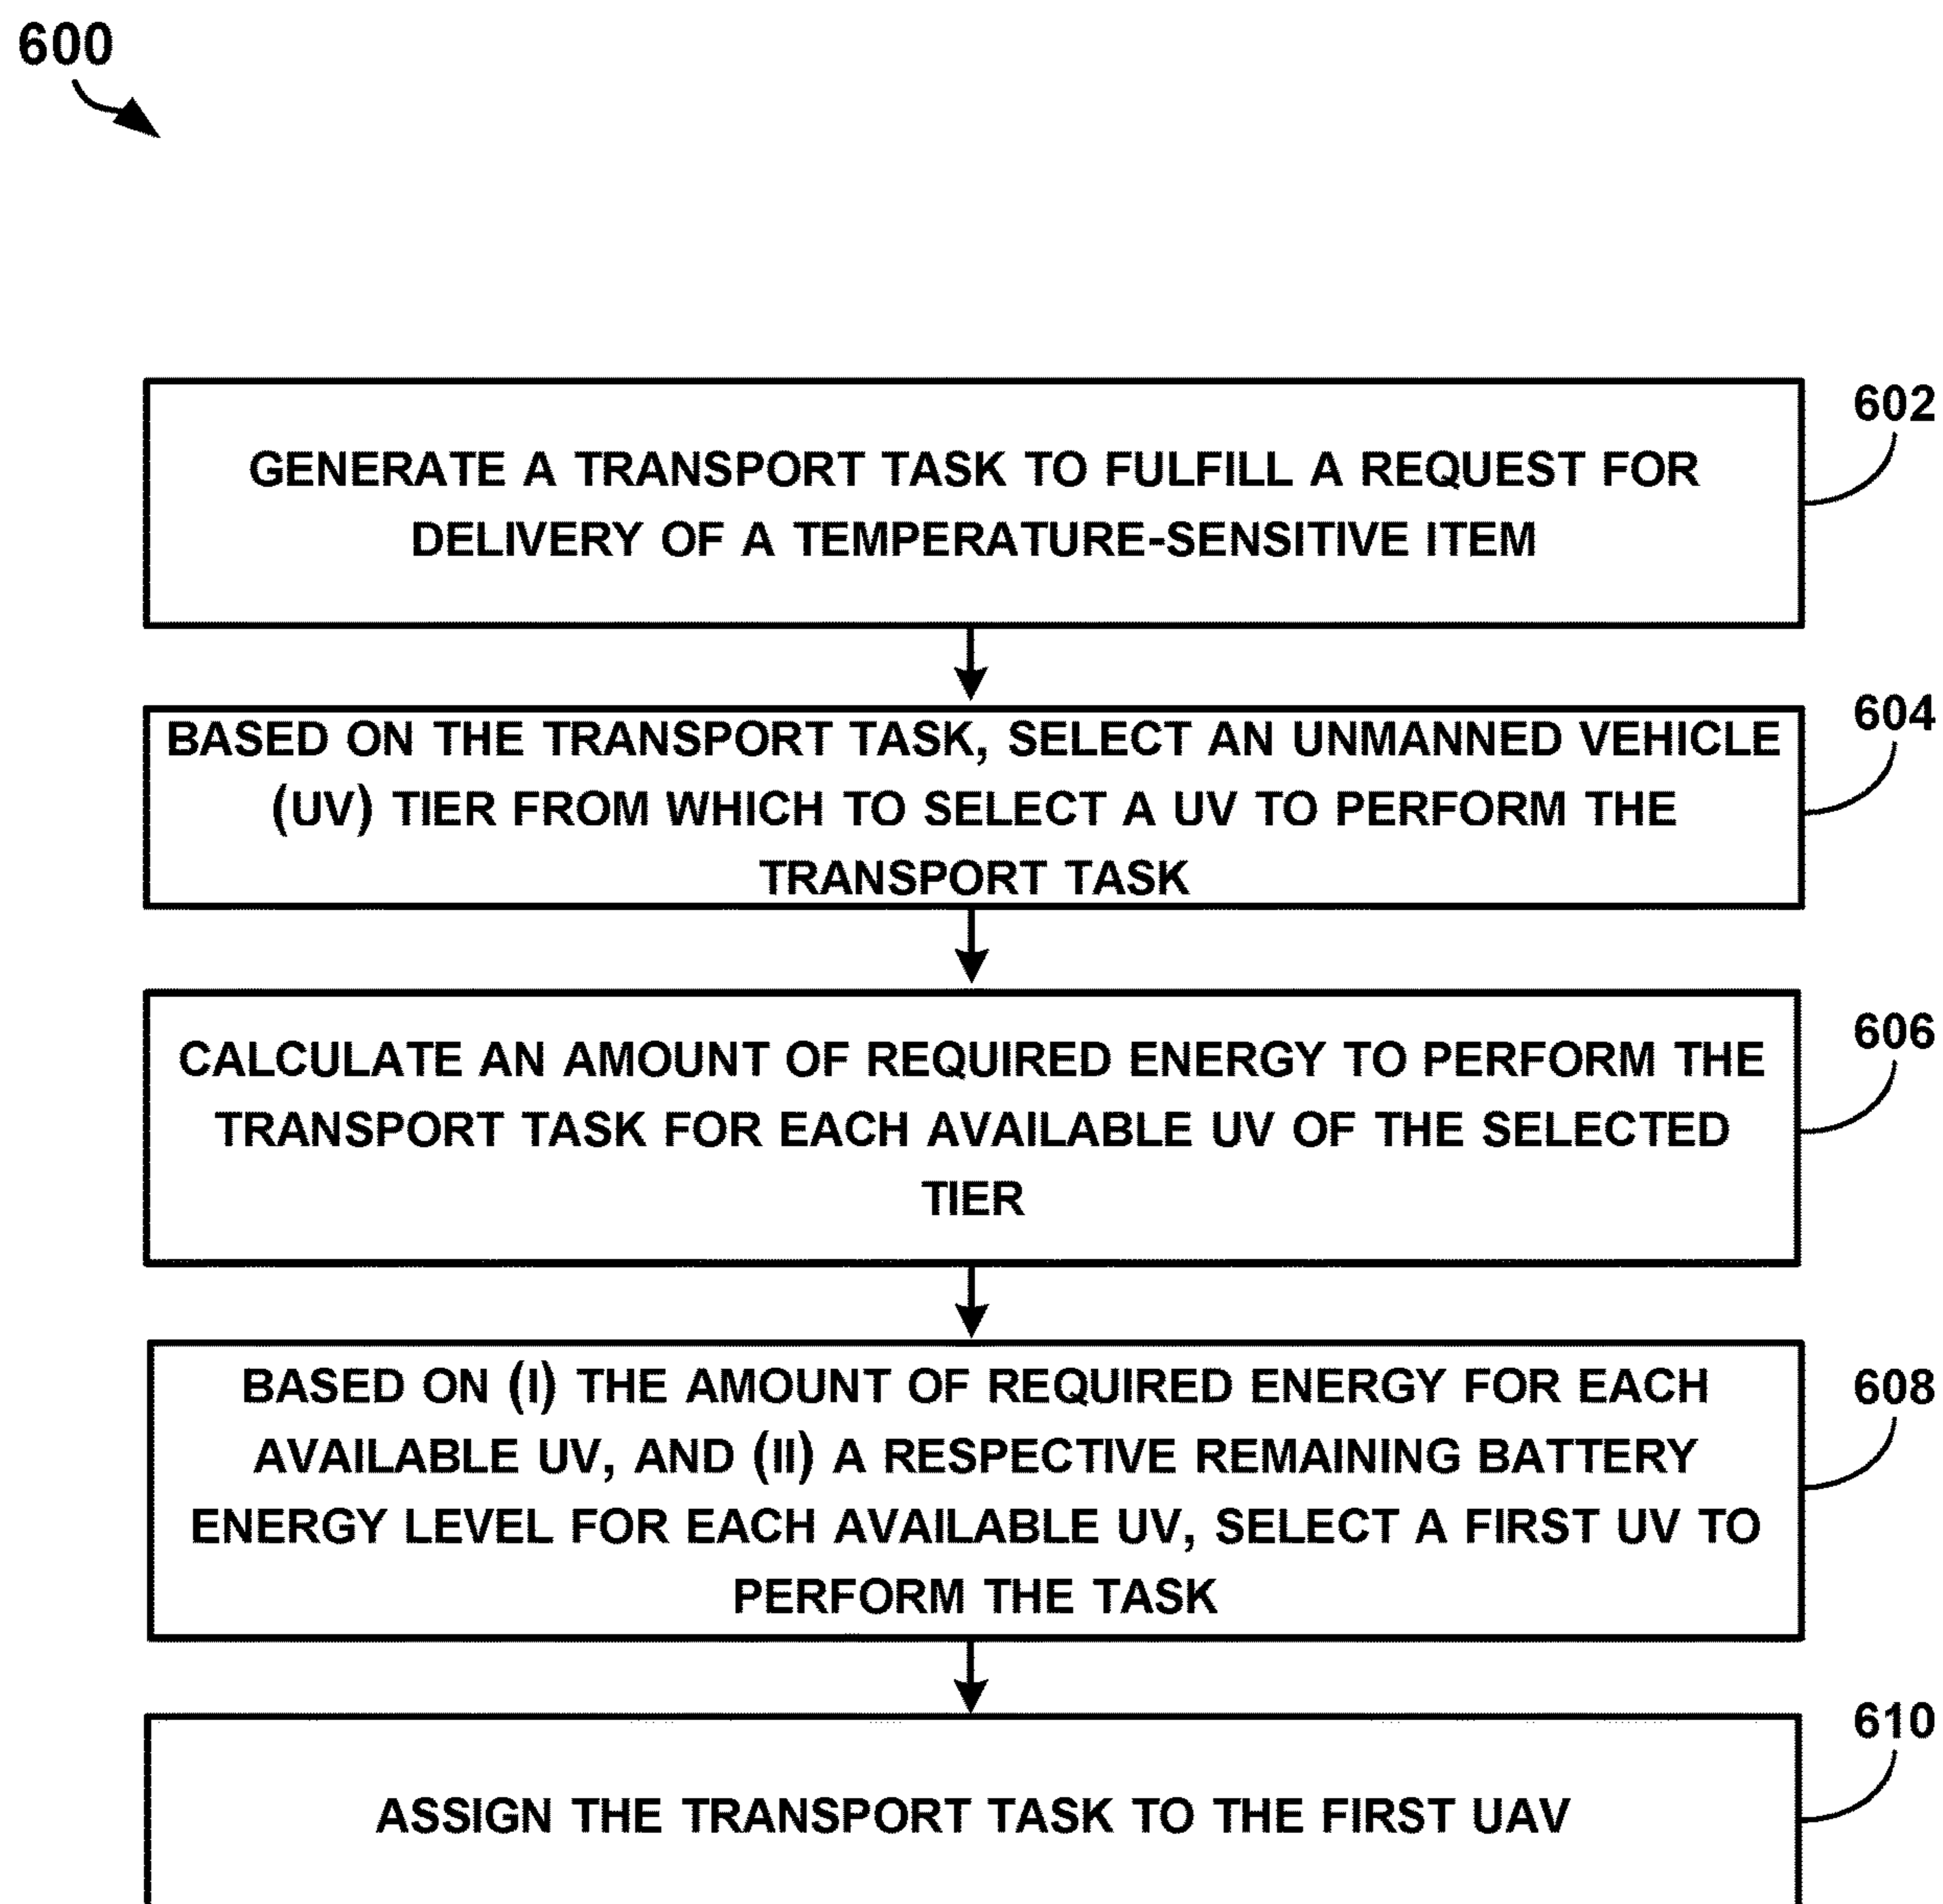 600
602
GENERATE A TRANSPORT TASK TO FULFILL A REQUEST FOR
DELIVERY OF A TEMPERATURE-SENSITIVE ITEM
604
BASED ON THE TRANSPORT TASK, SELECT AN UNMANNED VEHICLE
(UV) TIER FROM WHICH TO SELECT A UV TO PERFORM THE
TRANSPORT TASK
606
CALCULATE AN AMOUNT OF REQUIRED ENERGY TO PERFORM THE
TRANSPORT TASK FOR EACH AVAILABLE UV OF THE SELECTED
TIER
608
BASED ON (I) THE AMOUNT OF REQUIRED ENERGY FOR EACH
AVAILABLE UV, AND (II) A RESPECTIVE REMAINING BATTERY
ENERGY LEVEL FOR EACH AVAILABLE UV, SELECT A FIRST UV TO
PERFORM THE TASK
610
ASSIGN THE TRANSPORT TASK TO THE FIRST UAV